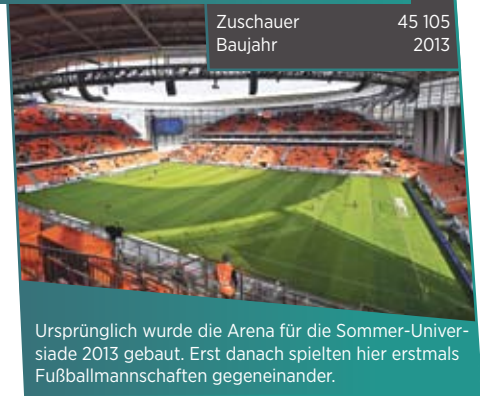 Zuschauer 45 105
Baujahr 2013
Ursprünglich wurde die Arena für die Sommer-Univer-
siade 2013 gebaut. Erst danach spielten hier erstmals
Fußballmannschaften gegeneinander.